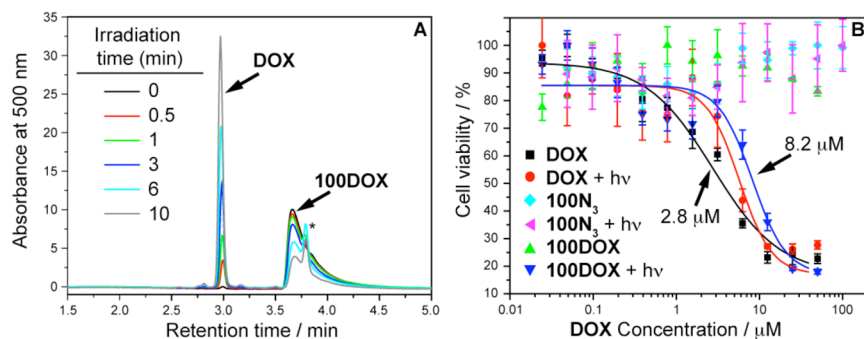 A
Irradiation
time (min)
0
0.5
1
3
6
10
DOX
100DOX
*
Absorbance at 500 nm
35
30
25
20
15
10
5
0
1.5 2.0 2.5 3.0 3.5 4.0 4.5 5.0
Retention time / min
B
Cell viability / %
110
100
90
80
70
60
50
40
30
20
10
DOX
DOX + hν
100N₃
100N₃ + hν
100DOX
100DOX + hν
2.8 µM
8.2 µM
0.01 0.1 1 10 100
DOX Concentration / µM